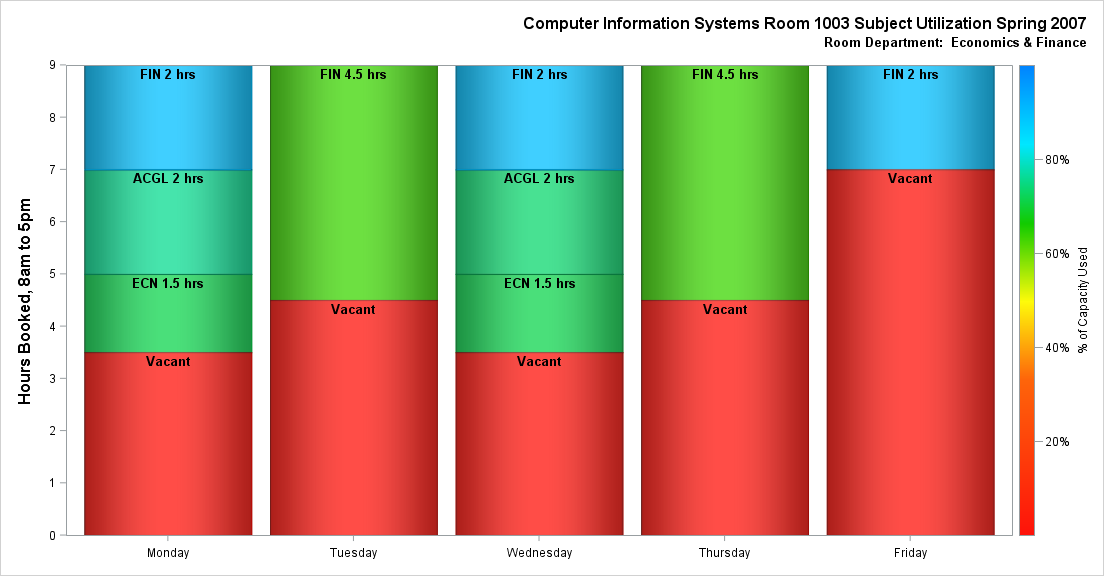 Computer Information Systems Room 1003 Subject Utilization Spring 2007
Room Department:  Economics & Finance
Hours Booked, 8am to 5pm
9
8
7
6
5
4
3
2
1
0
FIN 2 hrs
ACGL 2 hrs
ECN 1.5 hrs
Vacant
FIN 4.5 hrs
Vacant
FIN 2 hrs
ACGL 2 hrs
ECN 1.5 hrs
Vacant
FIN 4.5 hrs
Vacant
FIN 2 hrs
Vacant
Monday
Tuesday
Wednesday
Thursday
Friday
80%
60%
40%
20%
% of Capacity Used